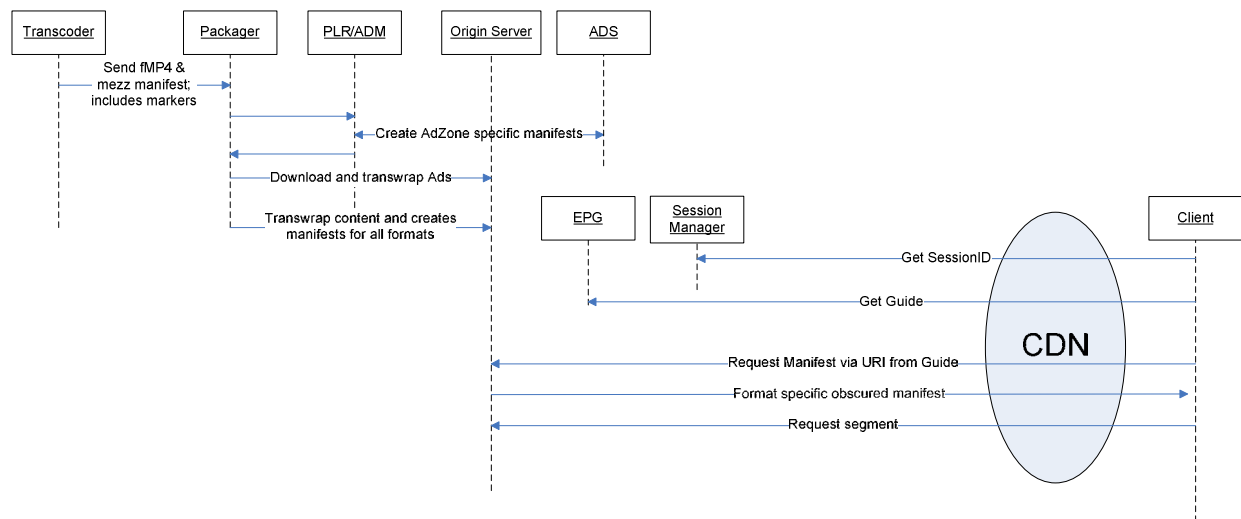 Transcoder
Packager
PLR/ADM
Origin Server
ADS
Send fMP4 &
mezz manifest;
includes markers
Create AdZone specific manifests
Download and transwrap Ads
Transwrap content and creates
manifests for all formats
EPG
Session
Manager
Client
Get SessionID
Get Guide
CDN
Request Manifest via URI from Guide
Format specific obscured manifest
Request segment